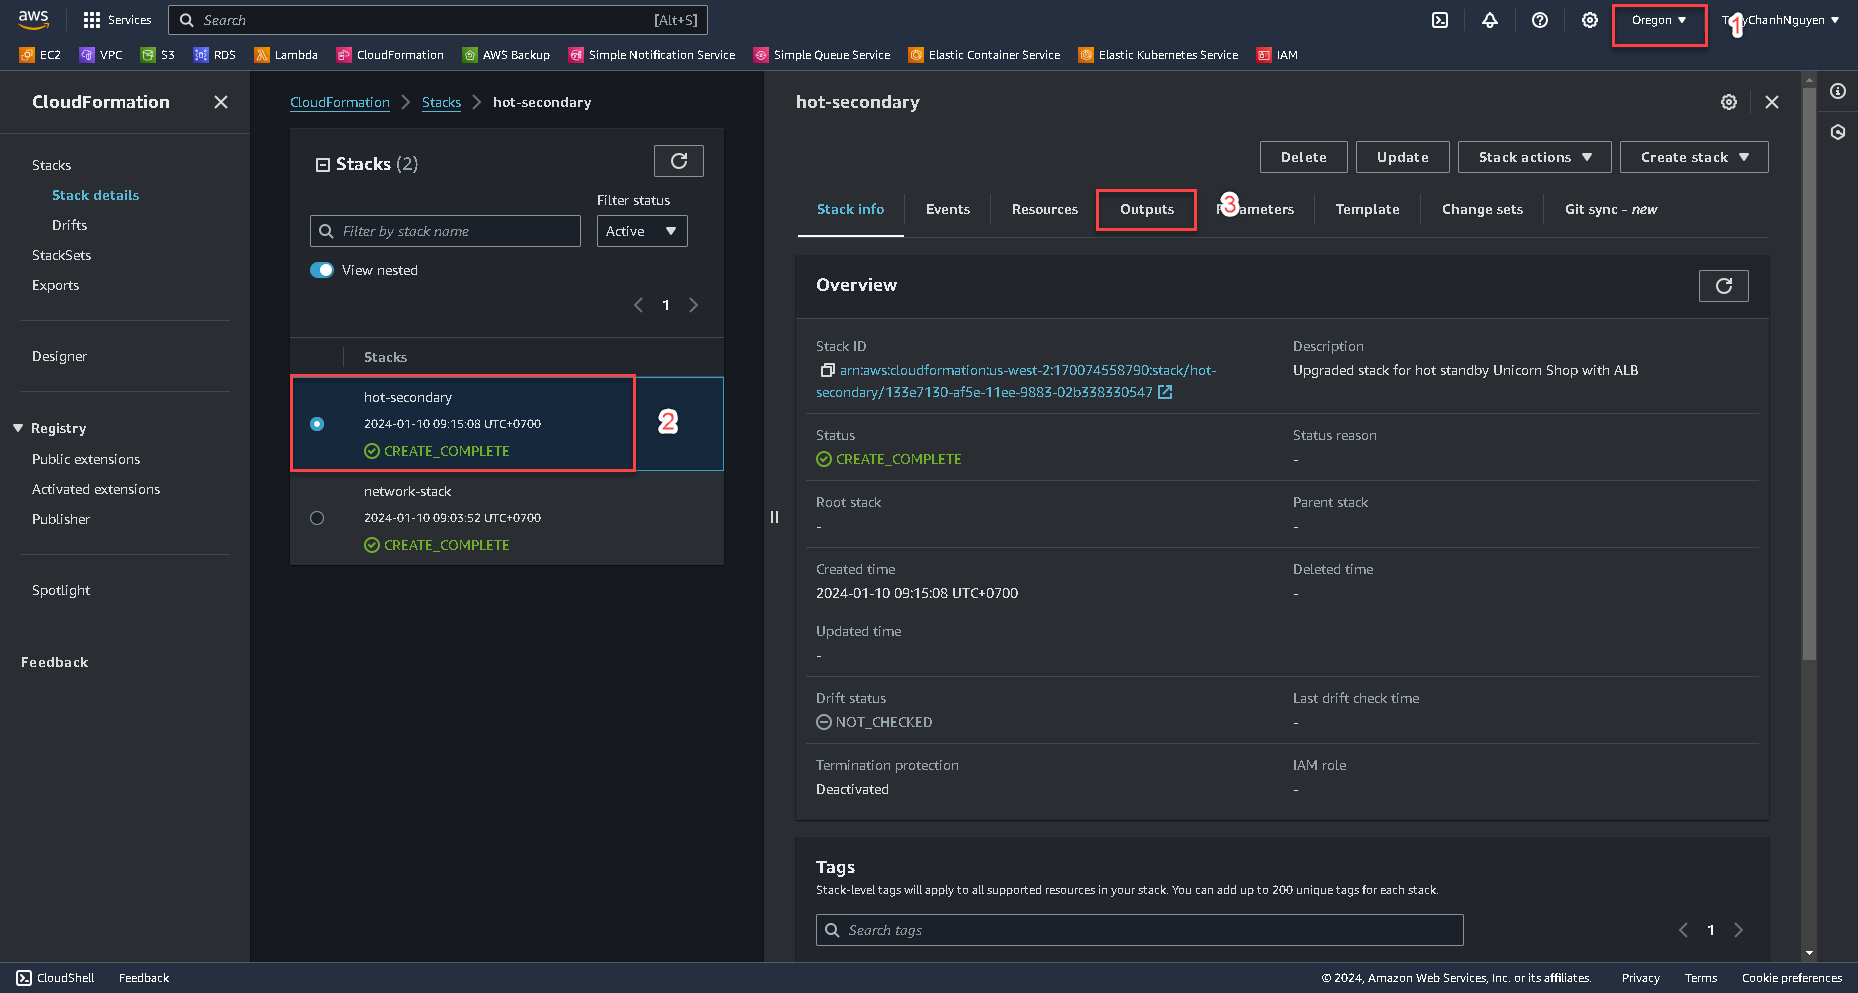 aws
Services
Search
[Alt+S]
Oregon
1
ChanhNguyen
EC2
VPC
S3
RDS
Lambda
CloudFormation
AWS Backup
Simple Notification Service
Simple Queue Service
Elastic Container Service
Elastic Kubernetes Service
IAM
CloudFormation
Stacks
Stack details
Drifts
StackSets
Exports
Designer
Registry
Public extensions
Activated extensions
Publisher
Spotlight
Feedback
CloudFormation
Stacks
hot-secondary
Stacks (2)
Filter status
Filter by stack name
Active
View nested
1
Stacks
hot-secondary
2024-01-10 09:15:08 UTC+0700
CREATE_COMPLETE
2
network-stack
2024-01-10 09:03:52 UTC+0700
CREATE_COMPLETE
hot-secondary
Delete
Update
Stack actions
Create stack
Stack info
Events
Resources
Outputs
3
Template
Change sets
Git sync - new
Overview
Stack ID
arn:aws:cloudformation:us-west-2:170074558790:stack/hot-
secondary/133e7130-af5e-11ee-9883-02b338330547
Description
Upgraded stack for hot standby Unicorn Shop with ALB
Status
CREATE_COMPLETE
Status reason
-
Root stack
-
Parent stack
-
Created time
2024-01-10 09:15:08 UTC+0700
Deleted time
-
Updated time
-
Drift status
NOT_CHECKED
Last drift check time
-
Termination protection
Deactivated
IAM role
-
Tags
Stack-level tags will apply to all supported resources in your stack. You can add up to 200 unique tags for each stack.
Search tags
1
CloudShell
Feedback
© 2024, Amazon Web Services, Inc. or its affiliates.
Privacy
Terms
Cookie preferences